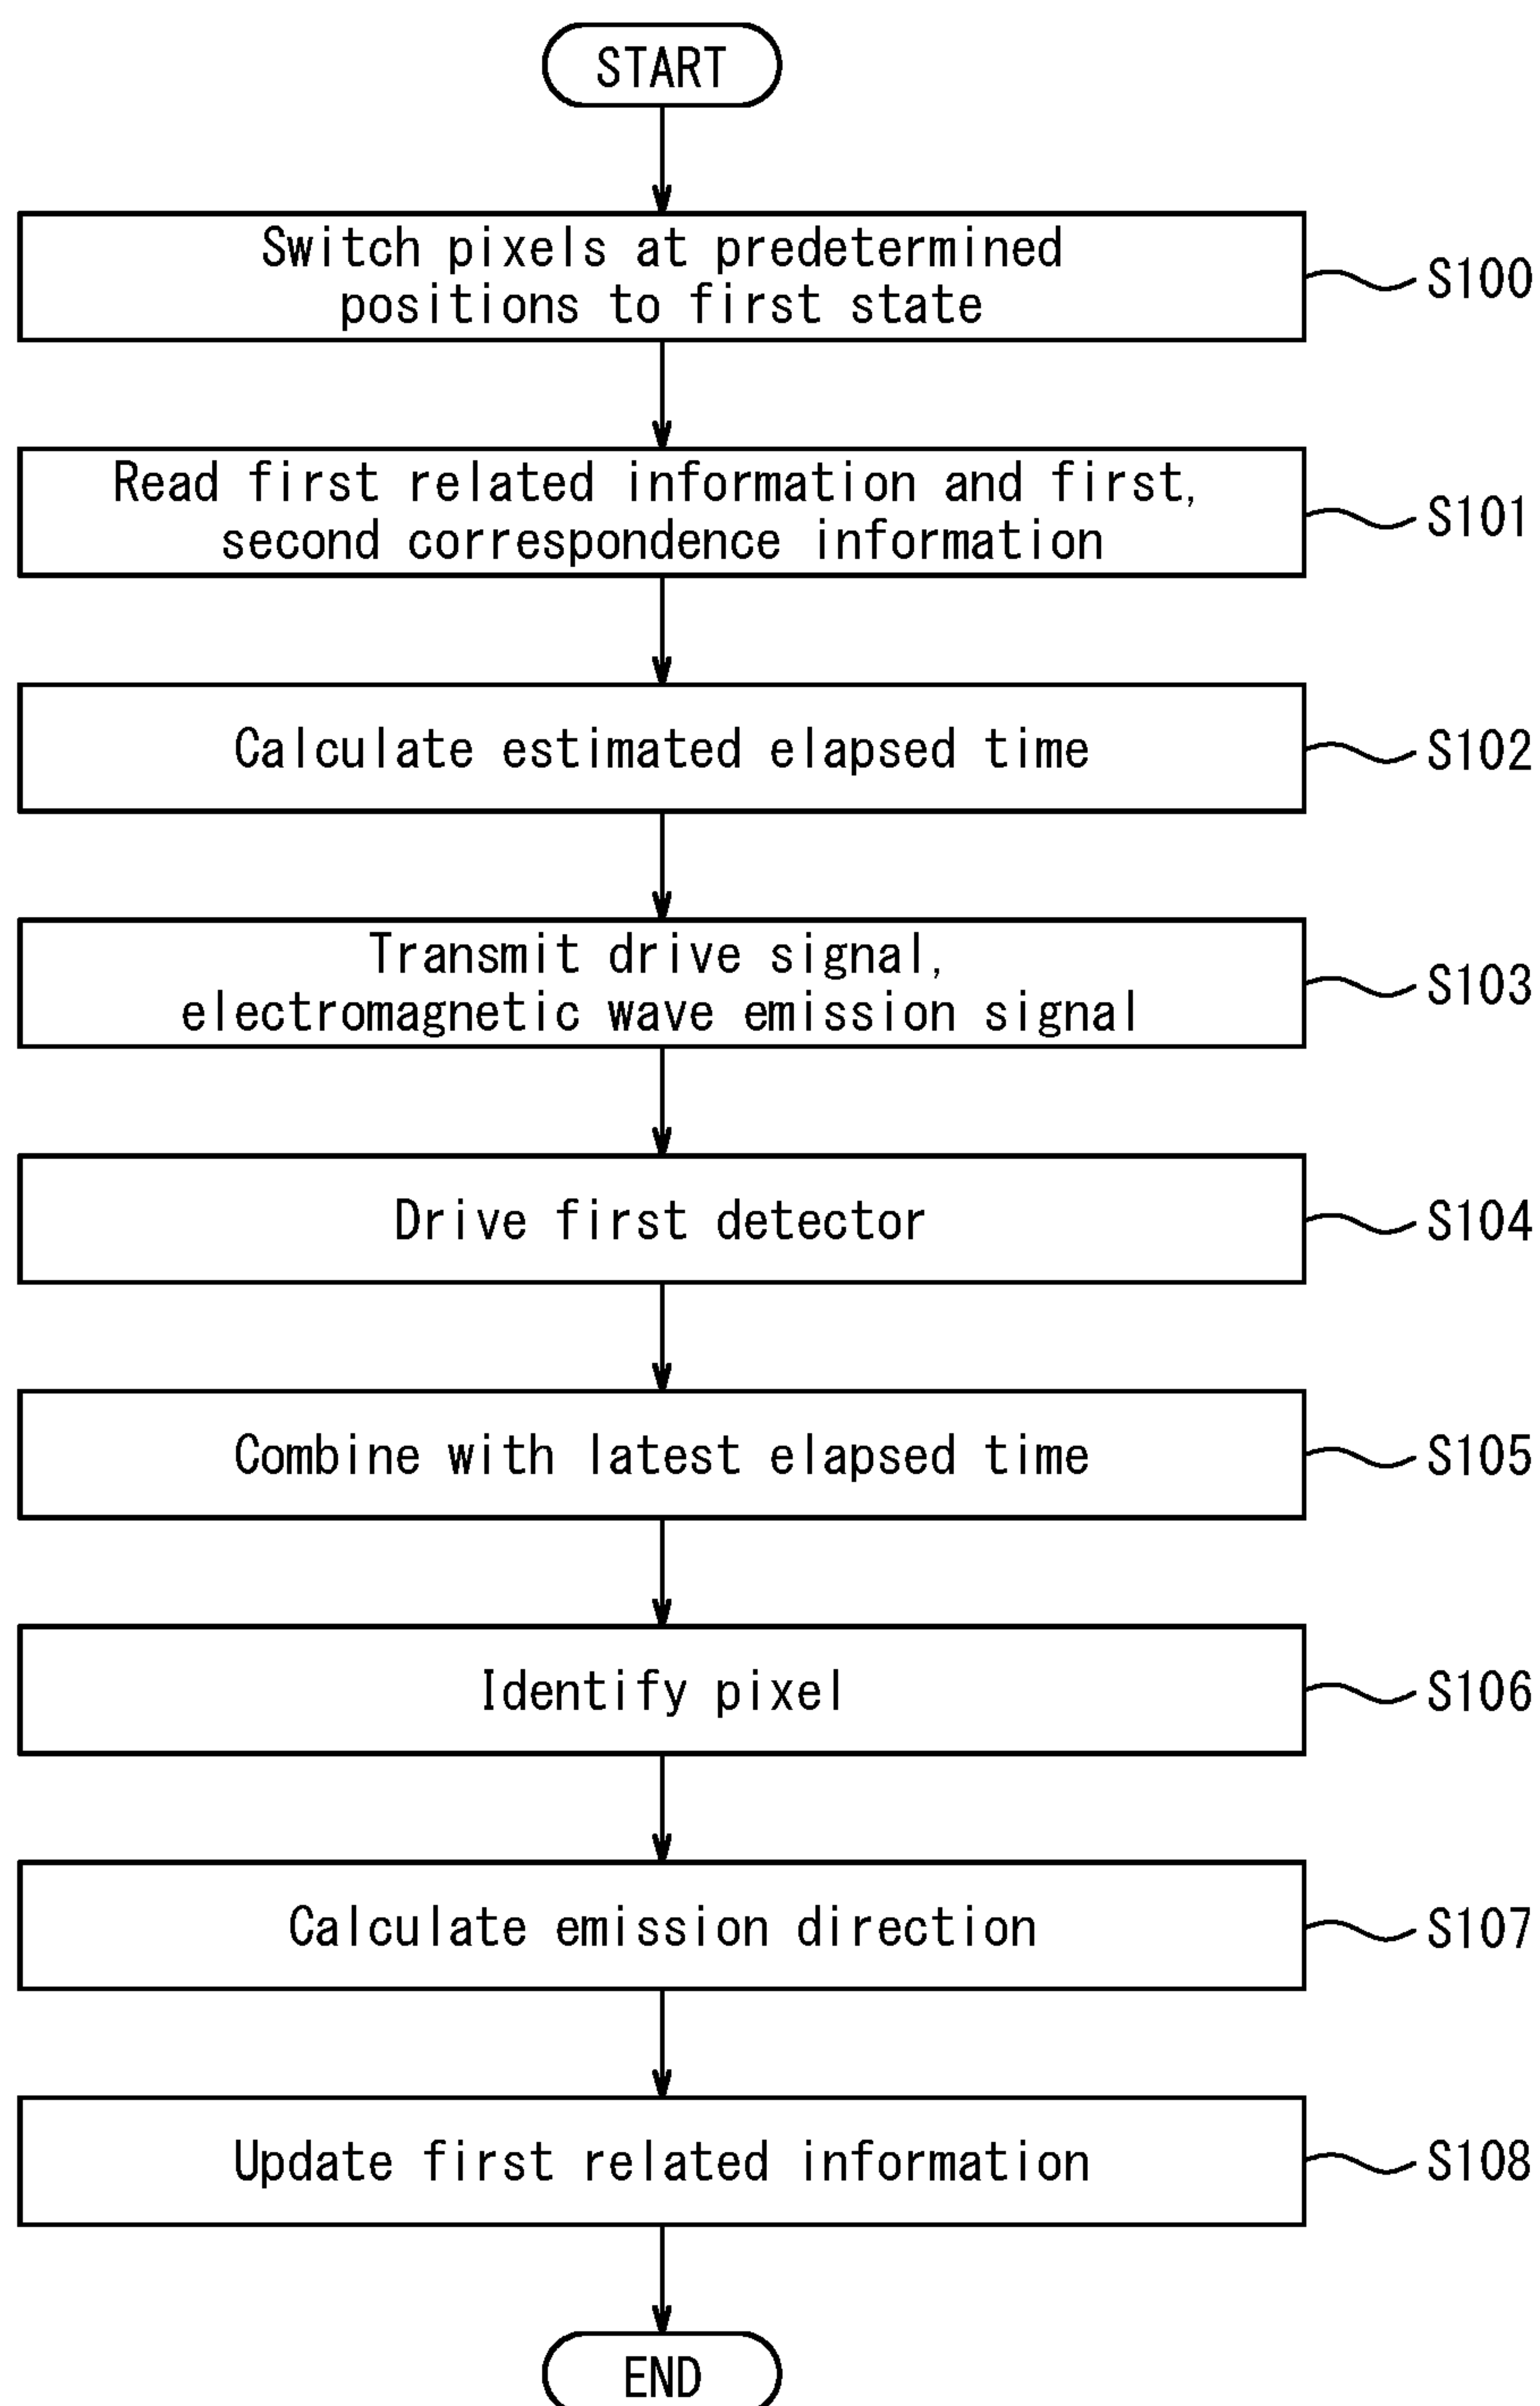 START
Switch pixels at predetermined
positions to first state
S100
Read first related information and first,
second correspondence information
S101
Calculate estimated elapsed time
S102
Transmit drive signal,
electromagnetic wave emission signal
S103
Drive first detector
S104
Combine with latest elapsed time
S105
Identify pixel
S106
Calculate emission direction
S107
Update first related information
S108
END